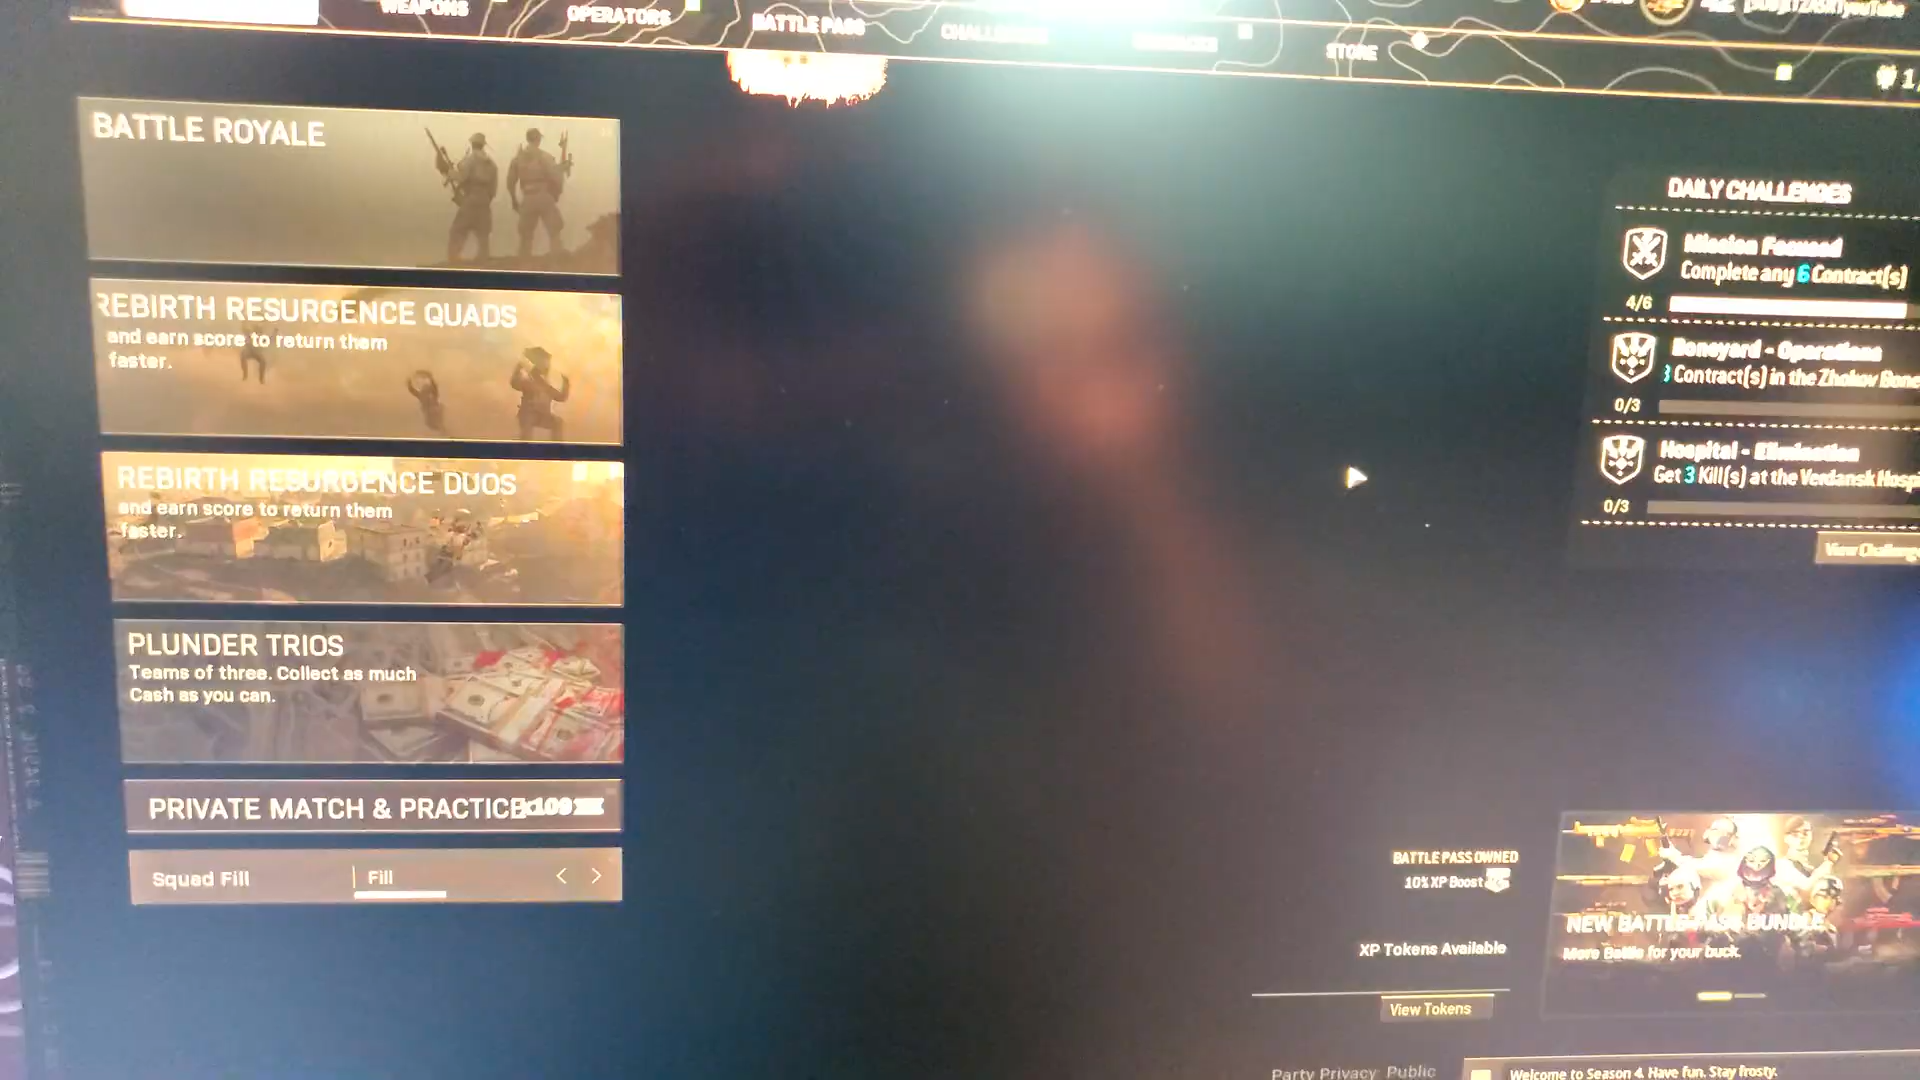 WEAPONS
OPERATORS
BATTLE PASS
STORE
BATTLE ROYALE
REBIRTH RESURGENCE QUADS
and earn score to return them
faster.
REBIRTH RESURGENCE DUOS
and earn score to return them
faster.
PLUNDER TRIOS
Teams of three. Collect as much
Cash as you can.
PRIVATE MATCH & PRACTICE
Squad Fill
Fill
DAILY CHALLENGES
Mission Focused
Complete any 6 Contract(s)
4/6
Boneyard - Operations
3 Contract(s) in the Zhokov Bone
0/3
Hospital - Elimination
Get 3 Kill(s) at the Verdansk Hospi
0/3
View Challeng
BATTLE PASS OWNED
10% XP Boost
XP Tokens Available
View Tokens
NEW BATTLE PASS BUNDLE
More Battle for your buck.
Party Privacy: Public
Welcome to Season 4. Have fun. Stay frosty.